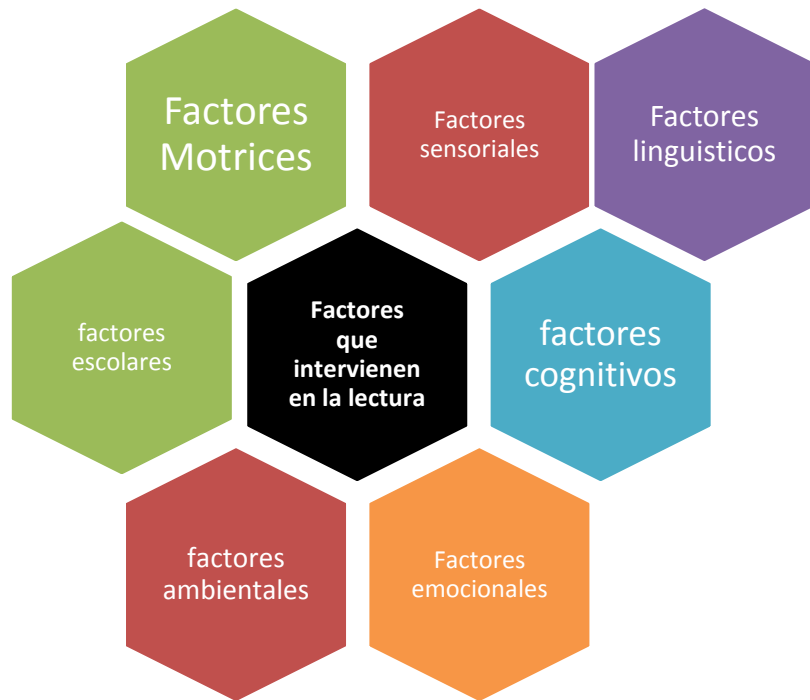 Factores
Motrices
Factores
sensoriales
Factores
linguisticos
factores
escolares
Factores
que
intervienen
en la lectura
factores
cognitivos
factores
ambientales
Factores
emocionales